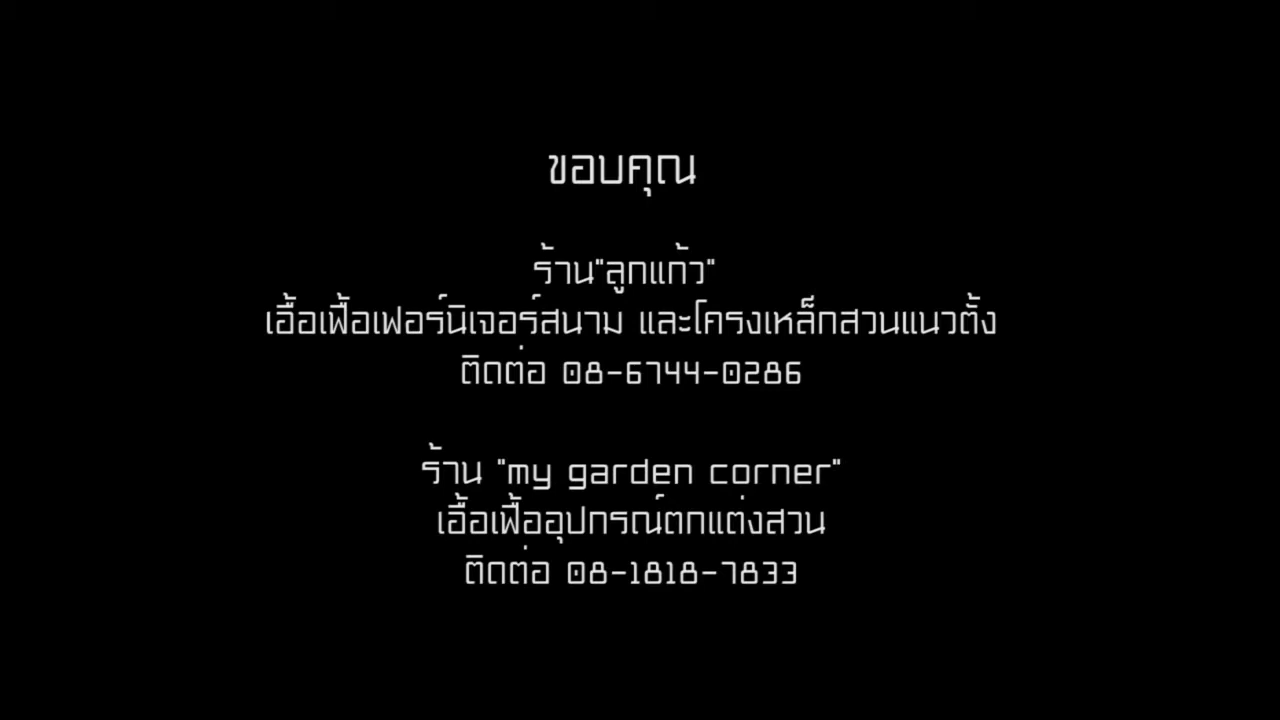 ขอบคุณ
ร้าน"ลูกแก้ว"
เอื้อเฟื้อเฟอร์นิเจอร์สนาม และโครงเหล็กสวนแนวตั้ง
ติดต่อ 08-6744-0286
ร้าน "my garden corner"
เอื้อเฟื้ออุปกรณ์ตกแต่งสวน
ติดต่อ 08-1818-7833